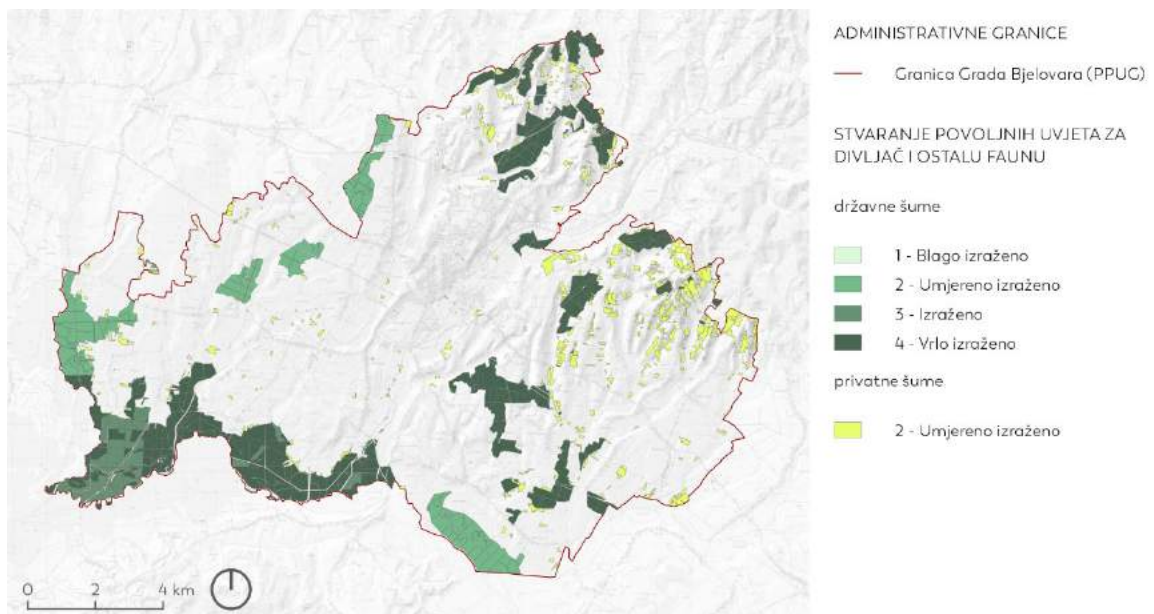 ADMINISTRATIVNE GRANICE
Granica Grada Bjelovara (PPUG)
STVARANJE POVOLJNIH UVJETA ZA
DIVLJAČ I OSTALU FAUNU
državne šume
1 - Blago izraženo
2 - Umjereno izraženo
3 - Izraženo
4 - Vrlo izraženo
privatne šume
2 - Umjereno izraženo
0 2 4 km